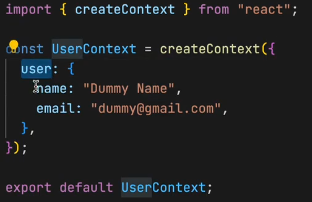 import { createContext } from "react";
const UserContext = createContext({
user: {
name: "Dummy Name",
email: "dummy@gmail.com",
},
});
export default UserContext;